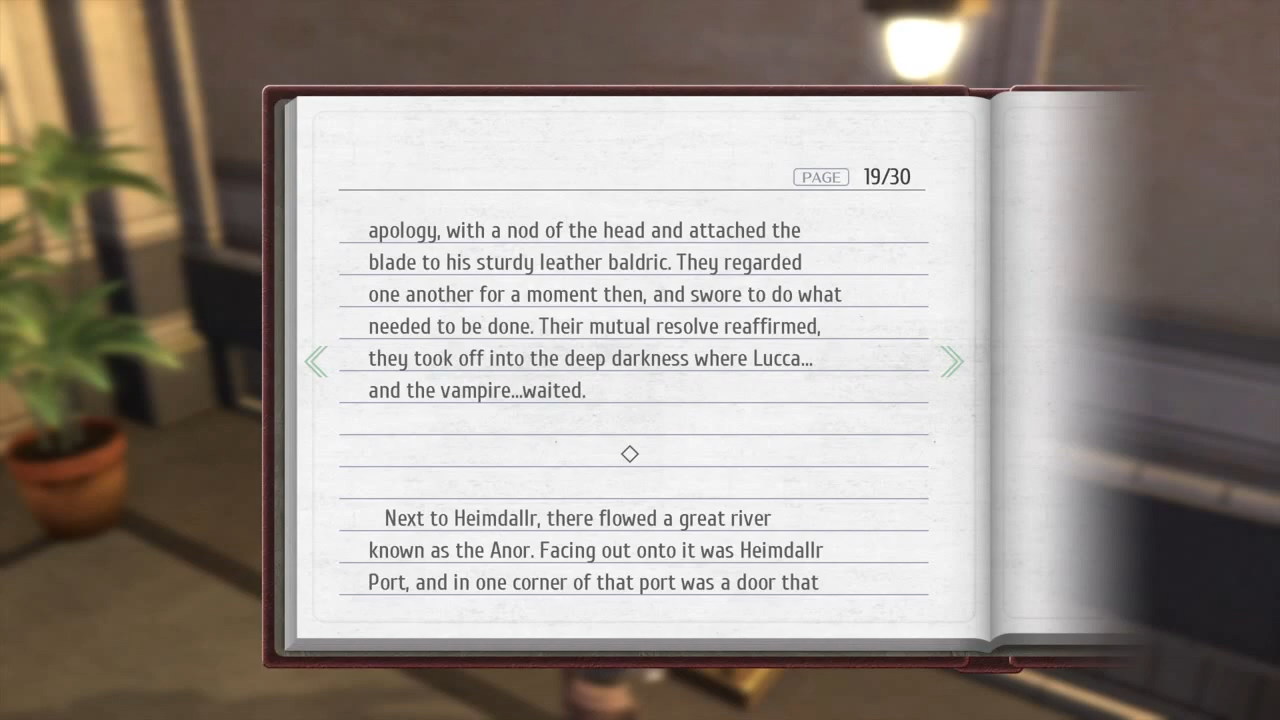 PAGE 19/30
apology, with a nod of the head and attached the
blade to his sturdy leather baldric. They regarded
one another for a moment then, and swore to do what
needed to be done. Their mutual resolve reaffirmed,
they took off into the deep darkness where Lucca...
and the vampire...waited.
◇
Next to Heimdallr, there flowed a great river
known as the Anor. Facing out onto it was Heimdallr
Port, and in one corner of that port was a door that